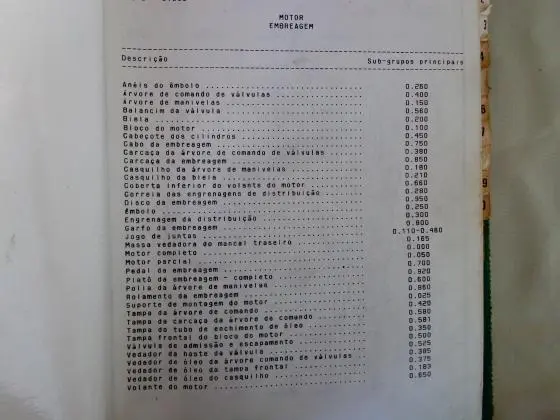 MOTOR
EMBREAGEM
Descrição Sub-grupos principais
Anéis do êmbolo 0.260
Árvore de comando de válvulas 0.400
Árvore de manivelas 0.150
Balancim da válvula 0.560
Biela 0.200
Bloco do motor 0.100
Cabeçote dos cilindros 0.450
Cabo da embreagem 0.750
Carcaça da árvore de comando de válvulas 0.380
Carcaça da embreagem 0.850
Casquilho da árvore de manivelas 0.180
Casquilho da biela 0.210
Coberta inferior do volante do motor 0.660
Correia das engrenagens de distribuição 0.280
Disco da embreagem 0.950
Êmbolo 0.250
Engrenagem da distribuição 0.300
Garfo da embreagem 0.800
Jogo de juntas 0.110-0.460
Massa vedadora do mancal traseiro 0.165
Motor completo 0.000
Motor parcial 0.050
Pedal da embreagem 0.700
Platô da embreagem - completo 0.820
Polia da árvore de manivelas 0.600
Rolamento da embreagem 0.860
Suporte de montagem do motor 0.025
Tampa da árvore de comando 0.420
Tampa da carcaça da árvore de comando 0.580
Tampa do tubo de enchimento de óleo 0.581
Tampa frontal do bloco do motor 0.350
Válvula de admissão e escapamento 0.500
Vedador da haste da válvula 0.525
Vedador de óleo da árvore comando de válvulas 0.385
Vedador de óleo da tampa frontal 0.375
Vedador de óleo do casquilho 0.183
Volante do motor 0.650